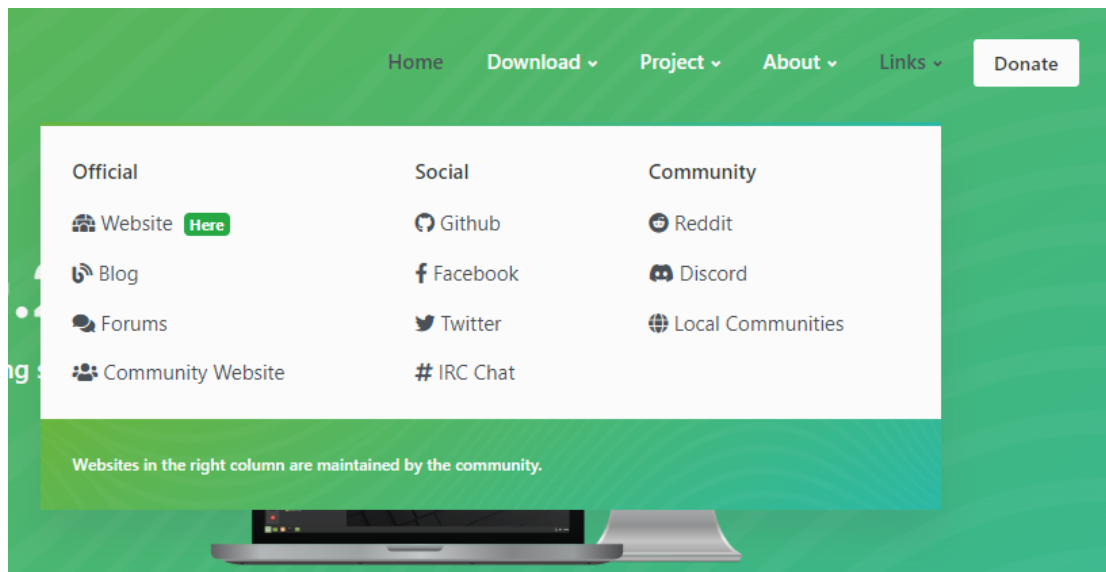 Home Download Project About Links Donate
Official
Website Here
Blog
Forums
Community Website
Social
Github
Facebook
Twitter
# IRC Chat
Community
Reddit
Discord
Local Communities
Websites in the right column are maintained by the community.